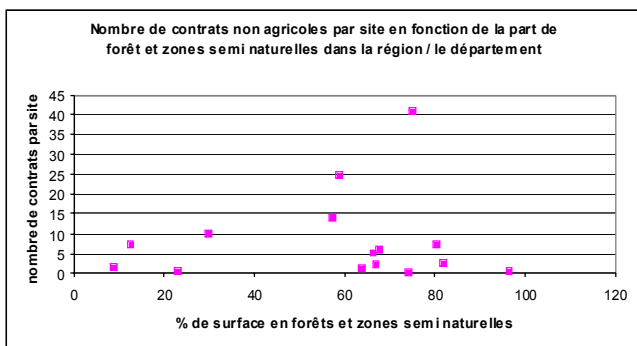 Nombre de contrats non agricoles par site en fonction de la part de
forêt et zones semi naturelles dans la région / le département
nombre de contrats par site
45
40
35
30
25
20
15
10
5
0
0 20 40 60 80 100 120
% de surface en forêts et zones semi naturelles